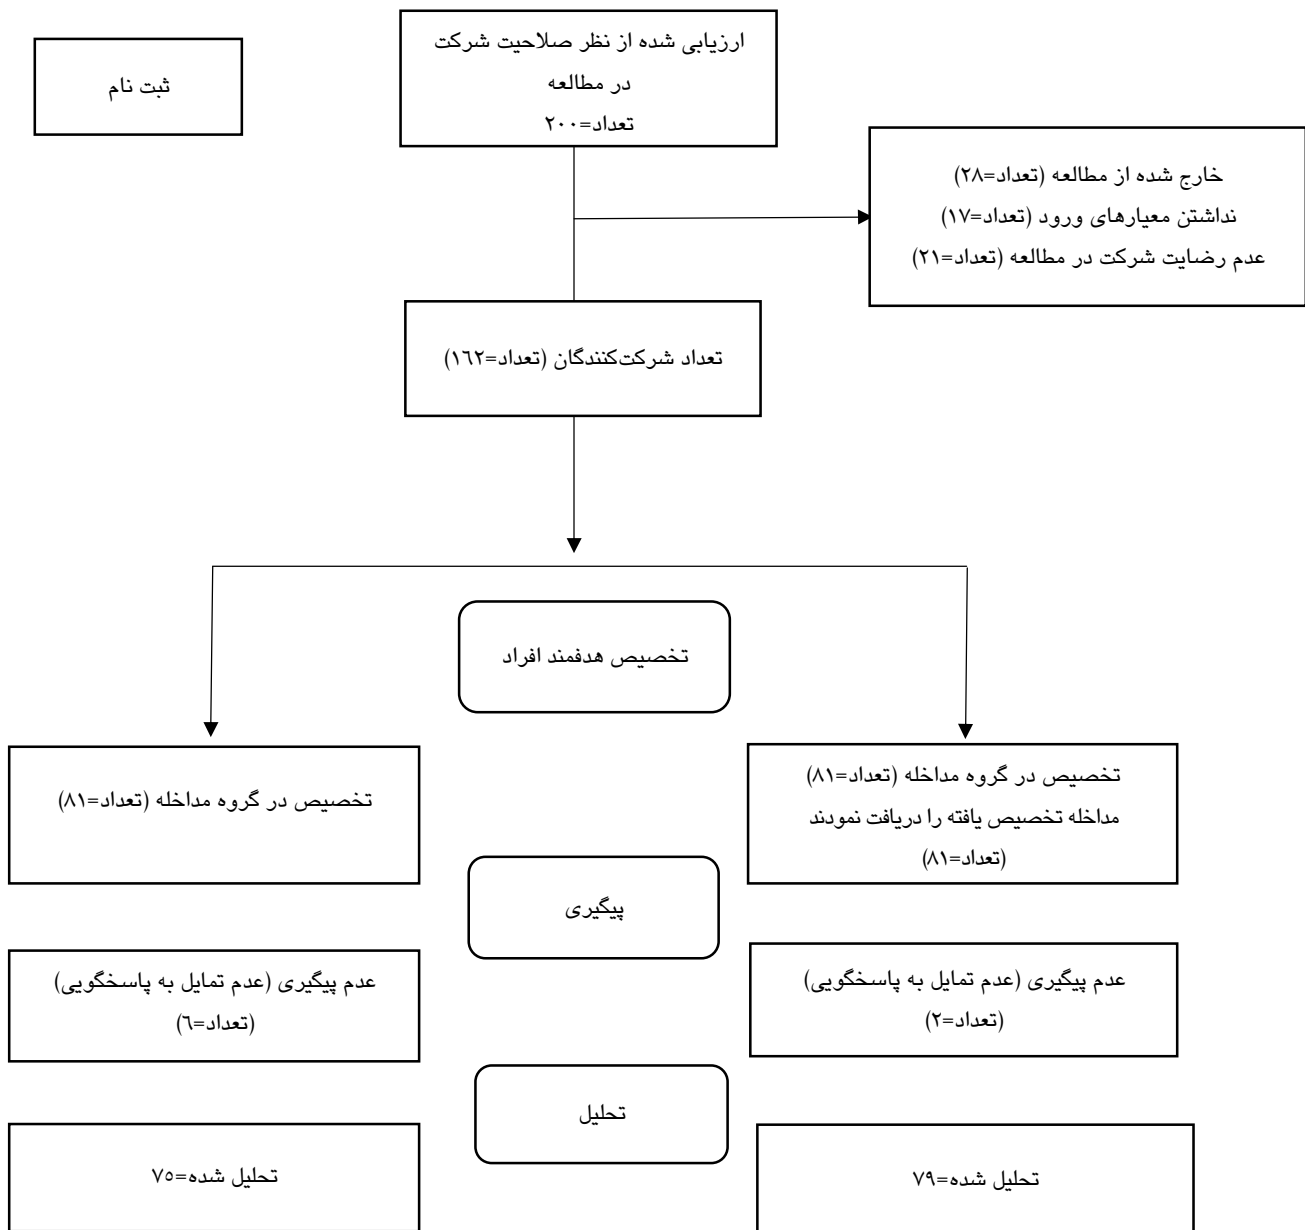 ارزیابی شده از نظر صلاحیت شرکت
در مطالعه
تعداد=۲۰۰
ثبت نام
خارج شده از مطالعه (تعداد=۲۸)
نداشتن معیارهای ورود (تعداد=۱۷)
عدم رضایت شرکت در مطالعه (تعداد=۲۱)
تعداد شرکت‌کنندگان (تعداد=۱۶۲)
تخصیص هدفمند افراد
تخصیص در گروه مداخله (تعداد=۸۱)
مداخله تخصیص یافته را دریافت نمودند
(تعداد=۸۱)
تخصیص در گروه مداخله (تعداد=۸۱)
پیگیری
عدم پیگیری (عدم تمایل به پاسخگویی)
(تعداد=۲)
عدم پیگیری (عدم تمایل به پاسخگویی)
(تعداد=۶)
تحلیل
تحلیل شده=۷۹
تحلیل شده=۷۵